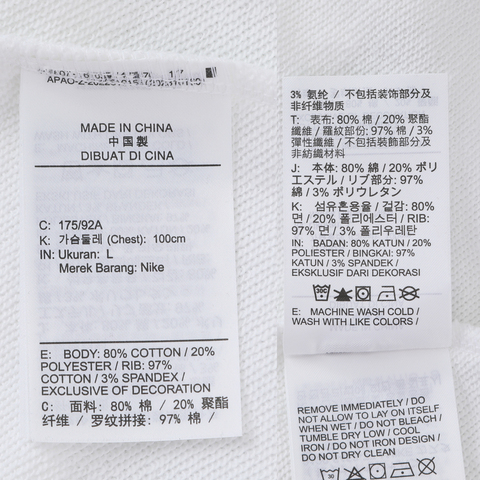 MADE IN CHINA
中國製
DIBUAT DI CINA
C: 175/92A
K: 가슴둘레 (Chest): 100cm
IN: Ukuran: L
Merek Barang: Nike
E: BODY: 80% COTTON / 20%
POLYESTER / RIB: 97%
COTTON / 3% SPANDEX /
EXCLUSIVE OF DECORATION
C: 面料: 80% 棉 / 20% 聚酯
纤维 / 罗纹拼接: 97% 棉 /
3% 氨纶 / 不包括装饰部分及
非纤维物质
T: 表布: 80% 棉 / 20% 聚酯
纖維 / 羅紋部份: 97% 棉 / 3%
彈性纖維 / 不包括裝飾部分及
非紡織材料
J: 本体: 80% 綿 / 20% ポリ
エステル / リブ部分: 97%
綿 / 3% ポリウレタン
K: 섬유혼용율 / 겉감: 80%
면 / 20% 폴리에스터 / RIB:
97% 면 / 3% 폴리우레탄
IN: BADAN: 80% KATUN / 20%
POLIESTER / BINGKAI: 97%
KATUN / 3% SPANDEK /
EKSKLUSIF DARI DEKORASI
E: MACHINE WASH COLD /
WASH WITH LIKE COLORS /
REMOVE IMMEDIATELY / DO
NOT ALLOW TO LAY ON ITSELF
WHEN WET / DO NOT BLEACH /
TUMBLE DRY LOW / COOL
IRON / DO NOT IRON DESIGN /
DO NOT DRY CLEAN
30